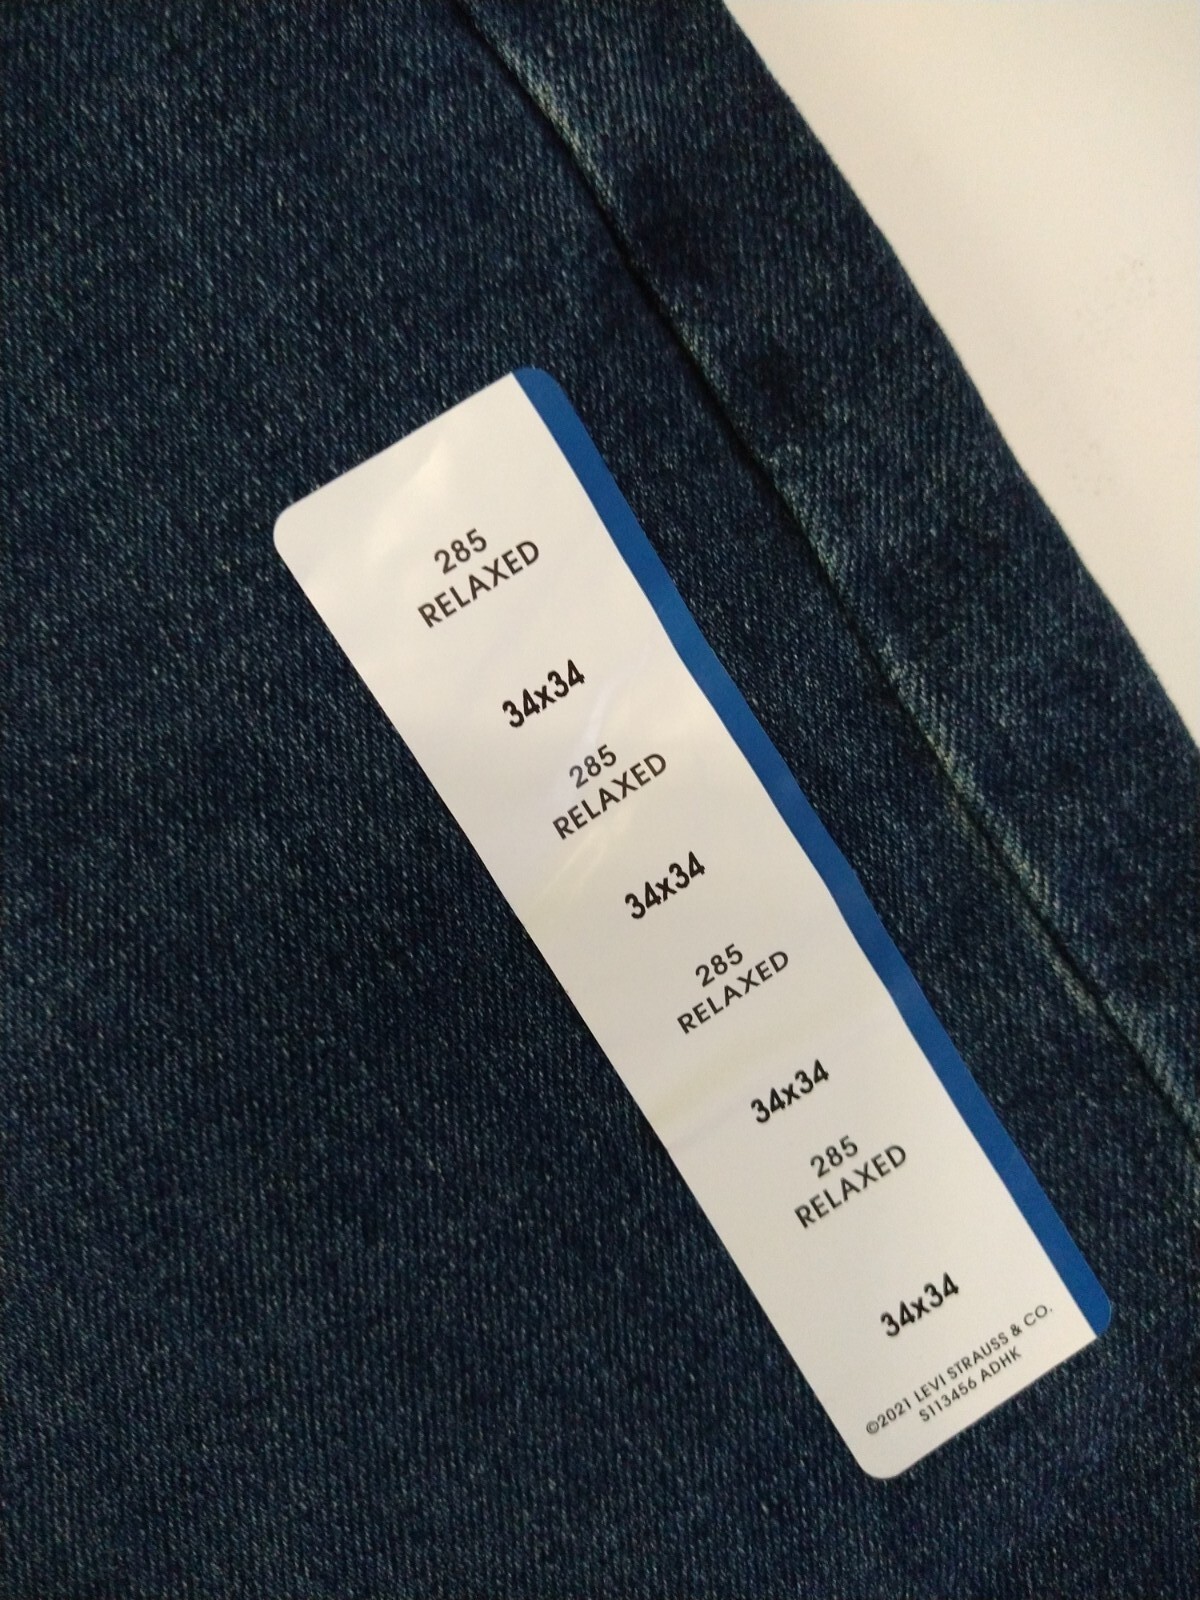 285
RELAXED
34x34
285
RELAXED
34x34
285
RELAXED
34x34
285
RELAXED
34x34
©2021 LEVI STRAUSS & CO.
S113456 ADHK